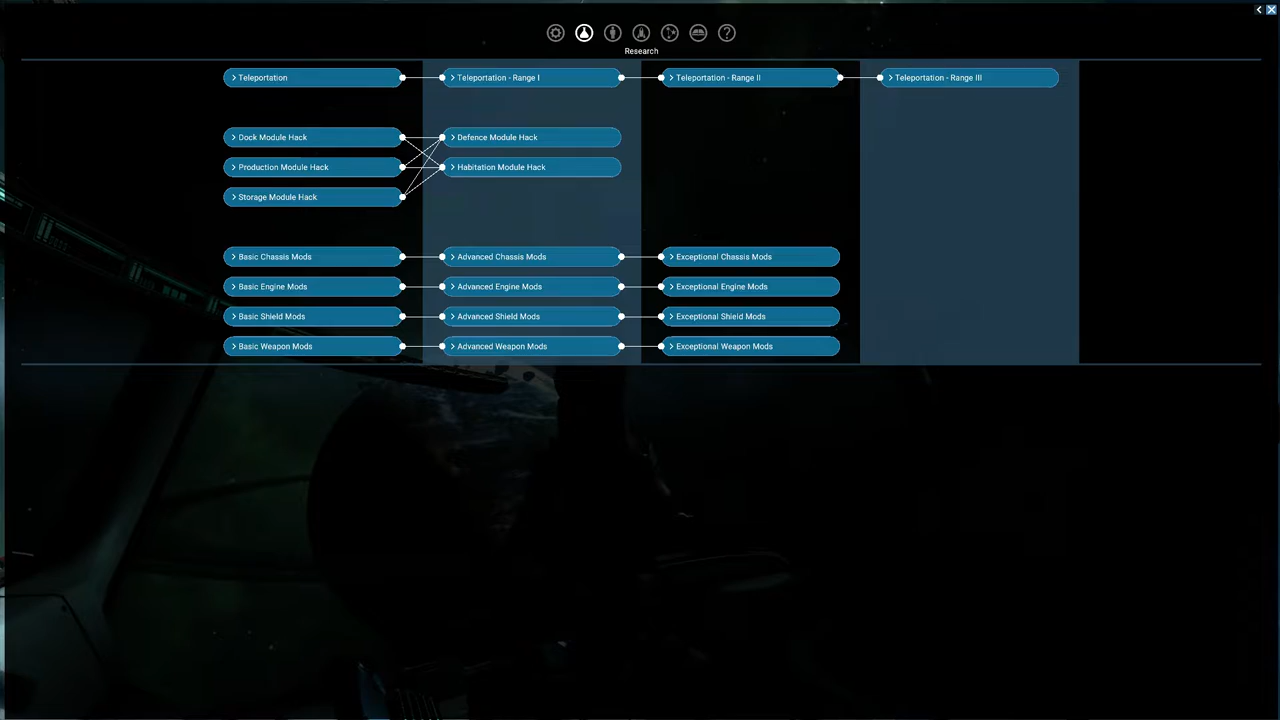 Research
Teleportation
Teleportation - Range I
Teleportation - Range II
Teleportation - Range III
Dock Module Hack
Defence Module Hack
Production Module Hack
Habitation Module Hack
Storage Module Hack
Basic Chassis Mods
Advanced Chassis Mods
Exceptional Chassis Mods
Basic Engine Mods
Advanced Engine Mods
Exceptional Engine Mods
Basic Shield Mods
Advanced Shield Mods
Exceptional Shield Mods
Basic Weapon Mods
Advanced Weapon Mods
Exceptional Weapon Mods